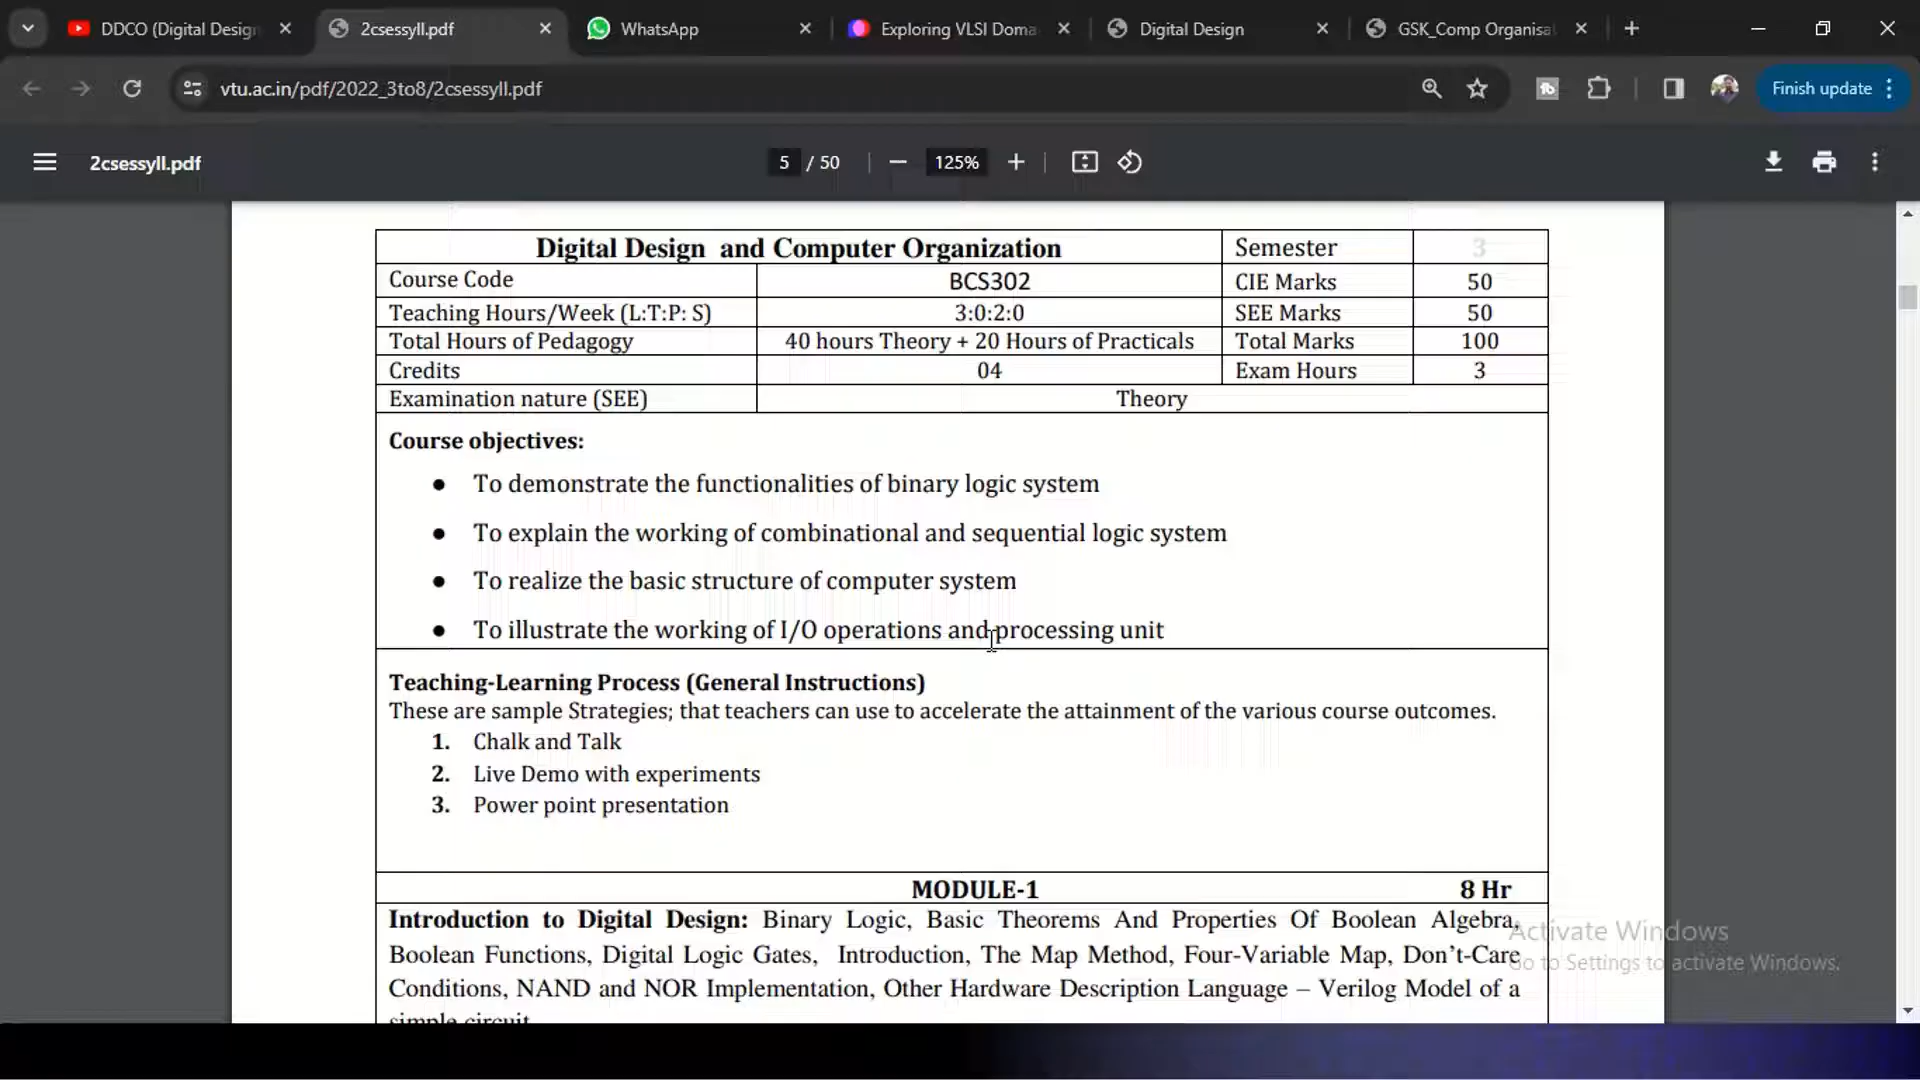 DDCO (Digital Design
2csessyll.pdf
WhatsApp
Exploring VLSI Doma
Digital Design
GSK_Comp Organisa
vtu.ac.in/pdf/2022_3to8/2csessyll.pdf
Finish update
2csessyll.pdf
5 / 50
125%
Digital Design and Computer Organization Semester 3
Course Code BCS302 CIE Marks 50
Teaching Hours/Week (L:T:P: S) 3:0:2:0 SEE Marks 50
Total Hours of Pedagogy 40 hours Theory + 20 Hours of Practicals Total Marks 100
Credits 04 Exam Hours 3
Examination nature (SEE) Theory
Course objectives:
● To demonstrate the functionalities of binary logic system
● To explain the working of combinational and sequential logic system
● To realize the basic structure of computer system
● To illustrate the working of I/O operations and processing unit
Teaching-Learning Process (General Instructions)
These are sample Strategies; that teachers can use to accelerate the attainment of the various course outcomes.
1. Chalk and Talk
2. Live Demo with experiments
3. Power point presentation
MODULE-1 8 Hr
Introduction to Digital Design: Binary Logic, Basic Theorems And Properties Of Boolean Algebra,
Boolean Functions, Digital Logic Gates, Introduction, The Map Method, Four-Variable Map, Don't-Care
Conditions, NAND and NOR Implementation, Other Hardware Description Language – Verilog Model of a
simple circuit.
Activate Windows
Go to Settings to activate Windows.